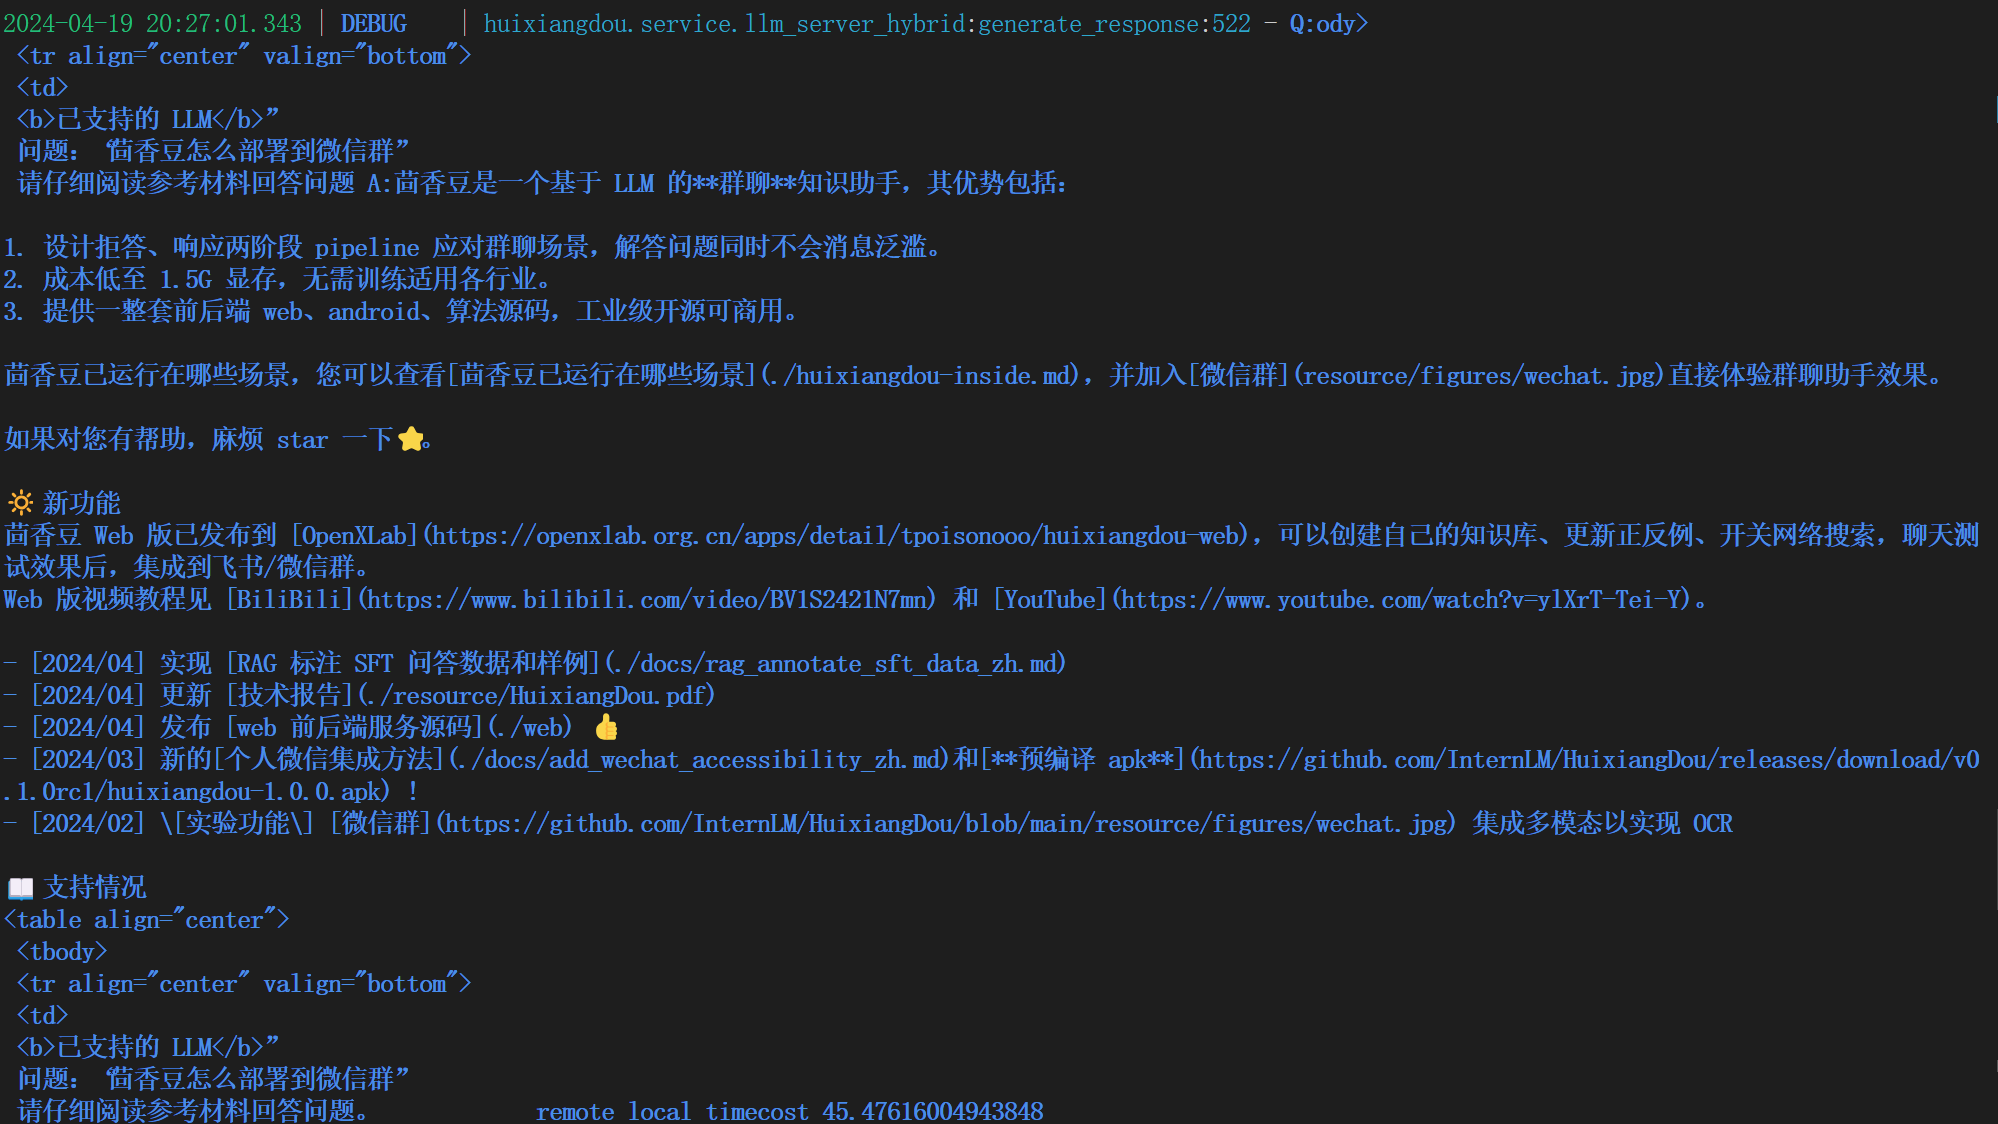 2024-04-19 20:27:01.343 | DEBUG    | huixiangdou.service.llm_server_hybrid:generate_response:522 - Q:ody>
<tr align="center" valign="bottom">
<td>
<b>已支持的 LLM</b>”
问题：“茴香豆怎么部署到微信群”
请仔细阅读参考材料回答问题 A:茴香豆是一个基于 LLM 的**群聊**知识助手，其优势包括：
1. 设计拒答、响应两阶段 pipeline 应对群聊场景，解答问题同时不会消息泛滥。
2. 成本低至 1.5G 显存，无需训练适用各行业。
3. 提供一整套前后端 web、android、算法源码，工业级开源可商用。
茴香豆已运行在哪些场景，您可以查看[茴香豆已运行在哪些场景](./huixiangdou-inside.md)，并加入[微信群](resource/figures/wechat.jpg)直接体验群聊助手效果。
如果对您有帮助，麻烦 star 一下⭐。
🔆 新功能
茴香豆 Web 版已发布到 [OpenXLab](https://openxlab.org.cn/apps/detail/tpoisonooo/huixiangdou-web)，可以创建自己的知识库、更新正反例、开关网络搜索，聊天测
试效果后，集成到飞书/微信群。
Web 版视频教程见 [BiliBili](https://www.bilibili.com/video/BV1S2421N7mn) 和 [YouTube](https://www.youtube.com/watch?v=ylXrT-Tei-Y)。
- [2024/04] 实现 [RAG 标注 SFT 问答数据和样例](./docs/rag_annotate_sft_data_zh.md)
- [2024/04] 更新 [技术报告](./resource/HuixiangDou.pdf)
- [2024/04] 发布 [web 前后端服务源码](./web) 👍
- [2024/03] 新的[个人微信集成方法](./docs/add_wechat_accessibility_zh.md)和[**预编译 apk**](https://github.com/InternLM/HuixiangDou/releases/download/v0
.1.0rc1/huixiangdou-1.0.0.apk) !
- [2024/02] \[实验功能\] [微信群](https://github.com/InternLM/HuixiangDou/blob/main/resource/figures/wechat.jpg) 集成多模态以实现 OCR
📖 支持情况
<table align="center">
<tbody>
<tr align="center" valign="bottom">
<td>
<b>已支持的 LLM</b>”
问题：“茴香豆怎么部署到微信群”
请仔细阅读参考材料回答问题。 remote local timecost 45.47616004943848